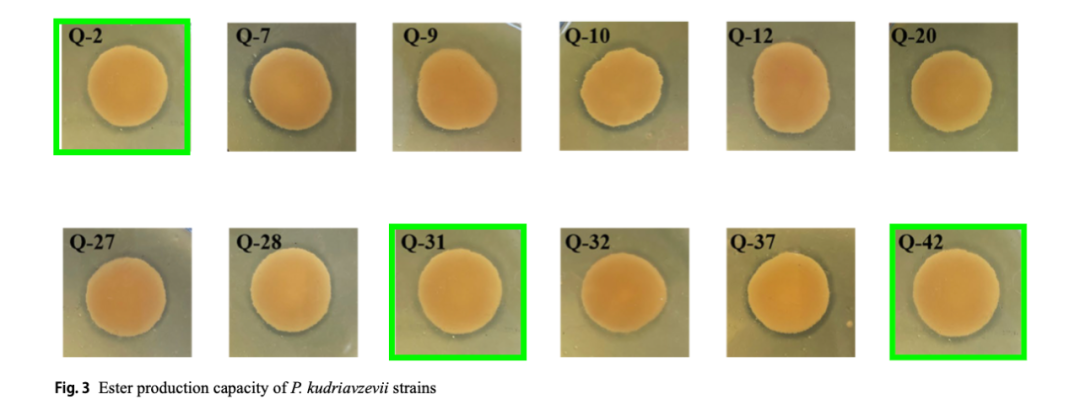 Q-2 Q-7 Q-9 Q-10 Q-12 Q-20
Q-27 Q-28 Q-31 Q-32 Q-37 Q-42
Fig. 3 Ester production capacity of P. kudriavzevii strains